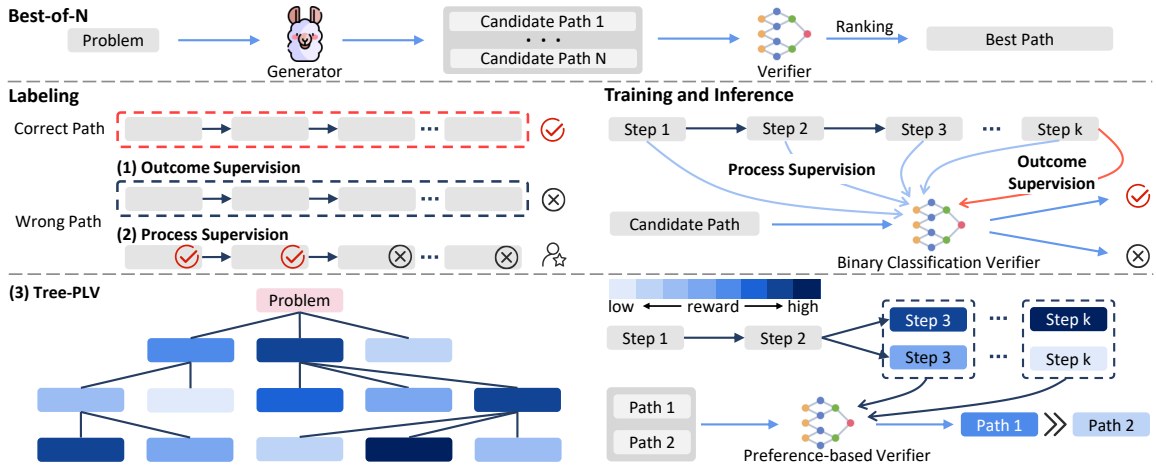 Best-of-N
Problem
Generator
Candidate Path 1
...
Candidate Path N
Verifier
Ranking
Best Path
Labeling
Correct Path
(1) Outcome Supervision
Wrong Path
(2) Process Supervision
Training and Inference
Step 1
Step 2
Step 3
...
Step k
Process Supervision
Outcome
Supervision
Candidate Path
Binary Classification Verifier
(3) Tree-PLV
Problem
low
reward
high
Step 1
Step 2
Step 3
...
Step k
Step 3
...
Step k
Path 1
Path 2
Preference-based Verifier
Path 1
Path 2